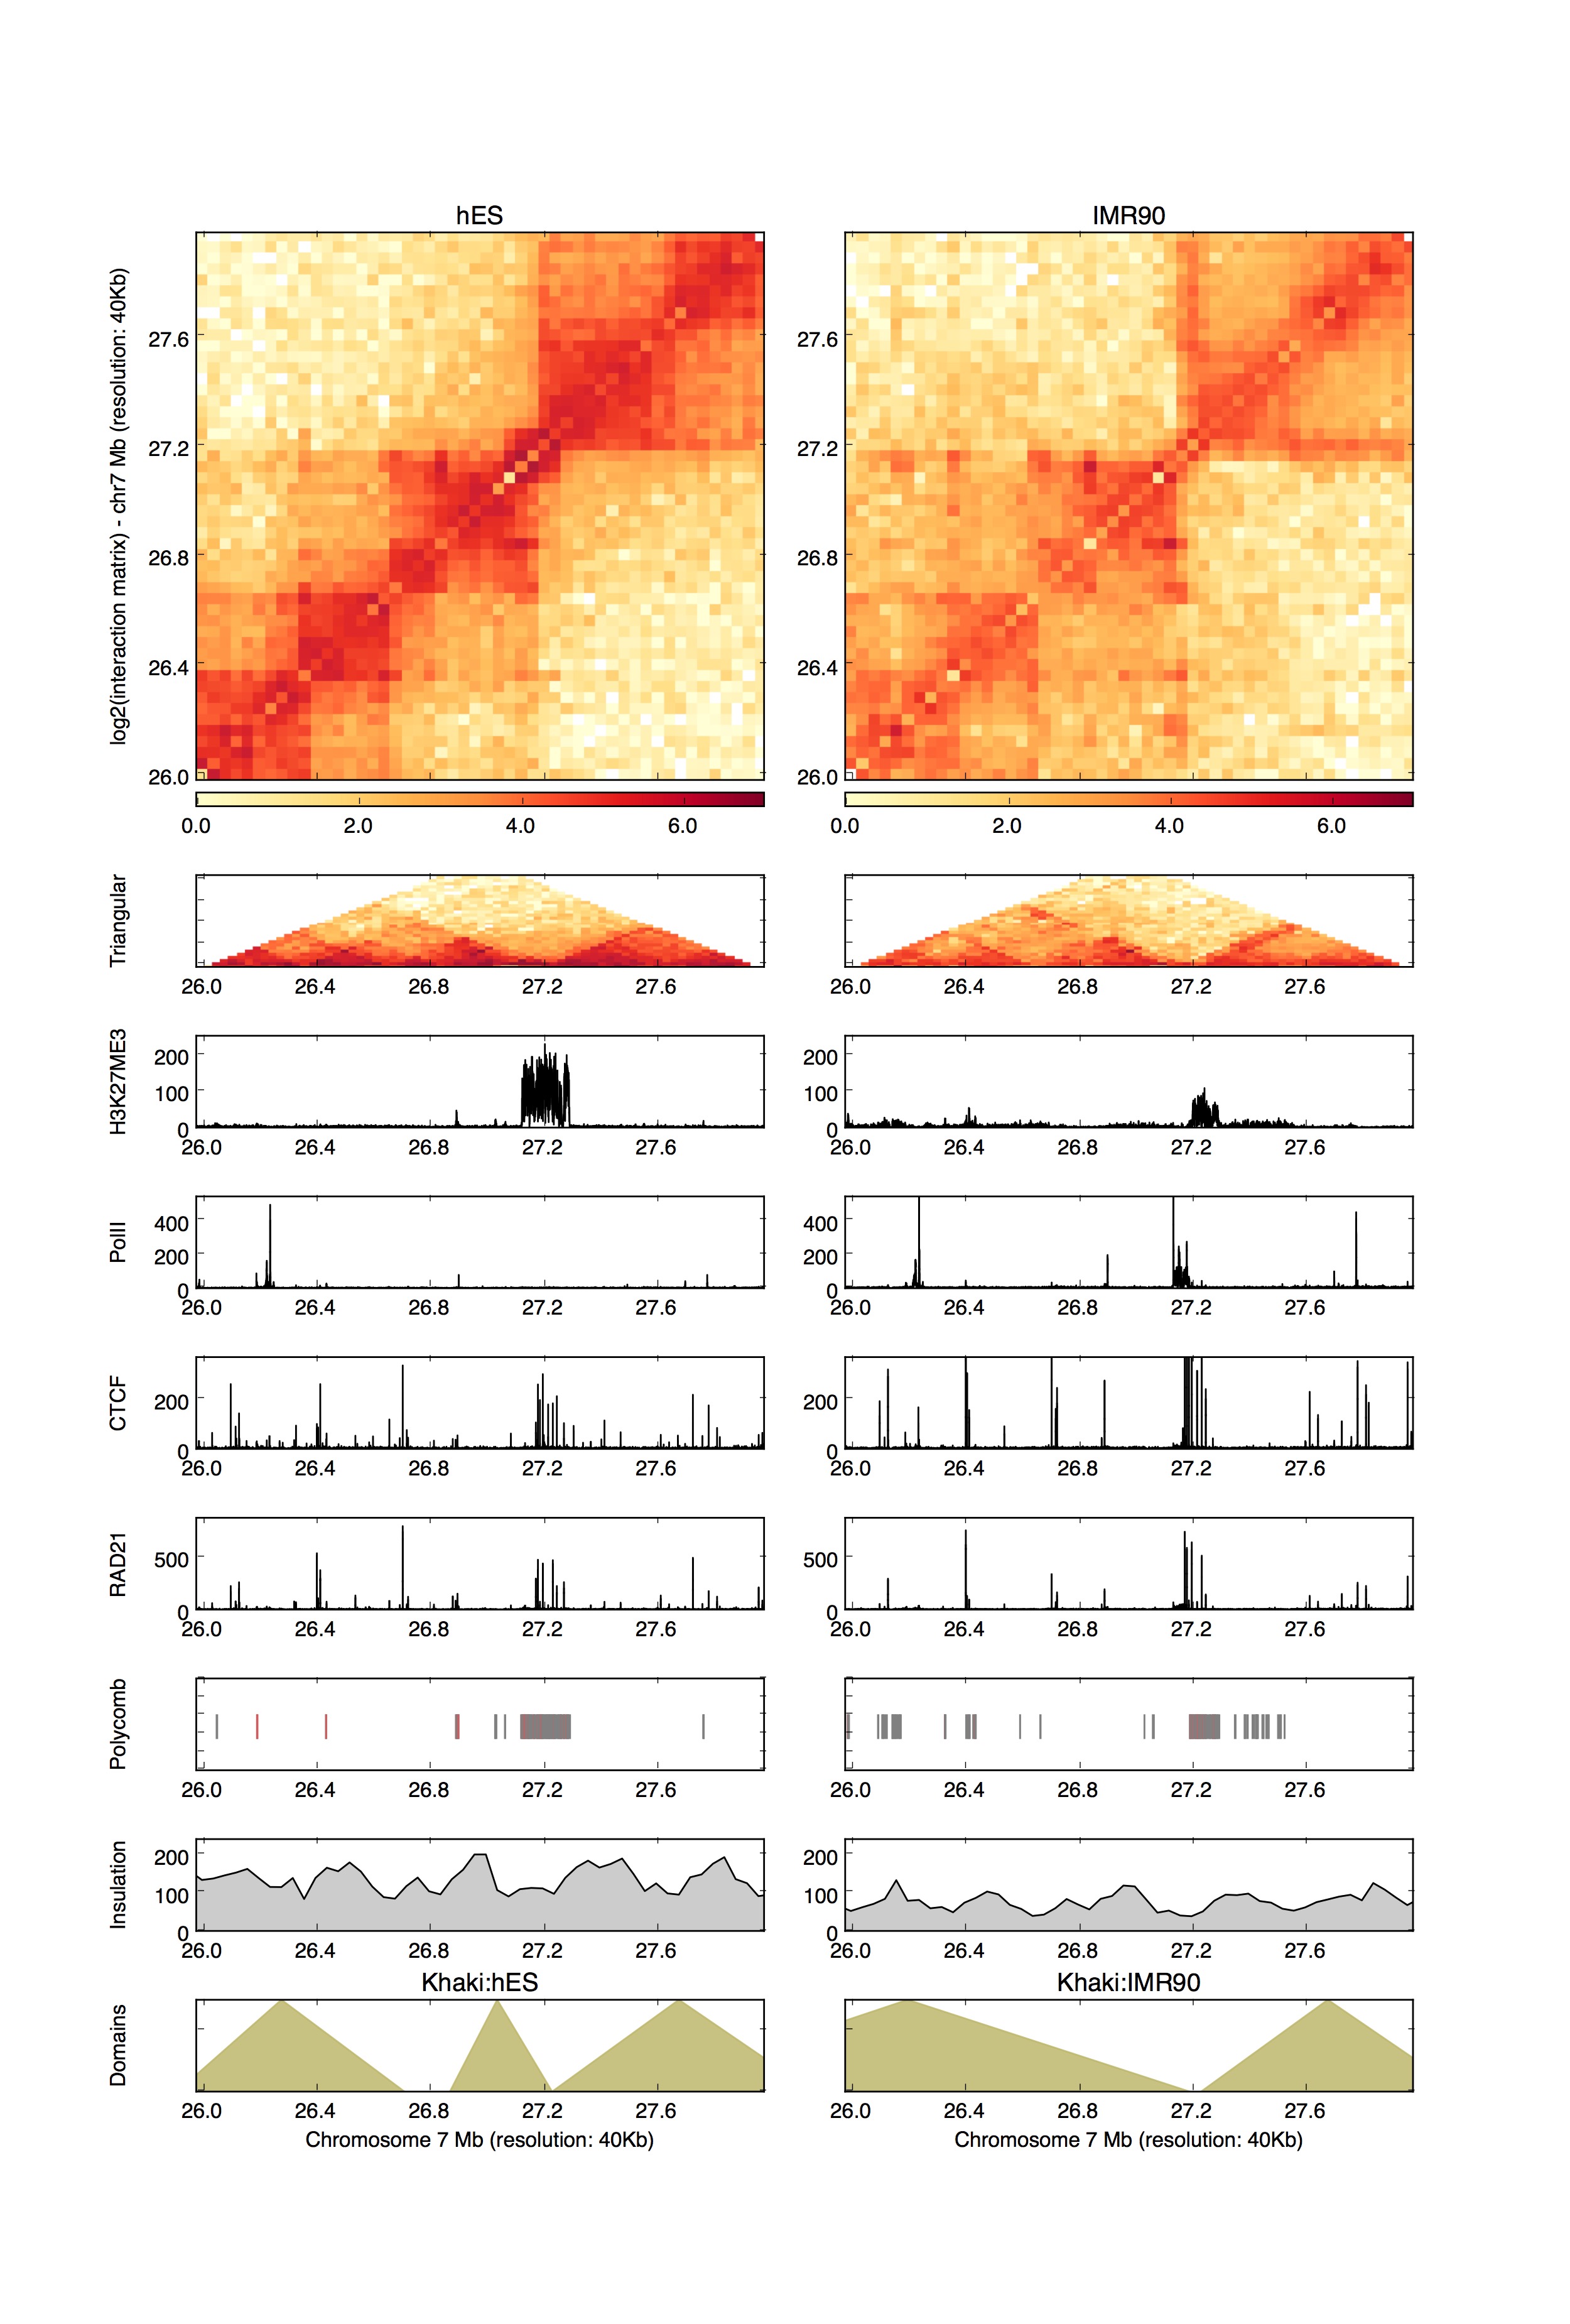 hES IMR90
log2(interaction matrix) - chr7 Mb (resolution: 40Kb)
27.6 27.6
27.2 27.2
26.8 26.8
26.4 26.4
26.0 26.0
0.0 2.0 4.0 6.0 0.0 2.0 4.0 6.0
Triangular
26.0 26.4 26.8 27.2 27.6 26.0 26.4 26.8 27.2 27.6
H3K27ME3
200 200
100 100
0 0
26.0 26.4 26.8 27.2 27.6 26.0 26.4 26.8 27.2 27.6
PolII
400 400
200 200
0 0
26.0 26.4 26.8 27.2 27.6 26.0 26.4 26.8 27.2 27.6
CTCF
200 200
0 0
26.0 26.4 26.8 27.2 27.6 26.0 26.4 26.8 27.2 27.6
RAD21
500 500
0 0
26.0 26.4 26.8 27.2 27.6 26.0 26.4 26.8 27.2 27.6
Polycomb
26.0 26.4 26.8 27.2 27.6 26.0 26.4 26.8 27.2 27.6
Insulation
200 200
100 100
0 0
26.0 26.4 26.8 27.2 27.6 26.0 26.4 26.8 27.2 27.6
Khaki:hES Khaki:IMR90
Domains
26.0 26.4 26.8 27.2 27.6 26.0 26.4 26.8 27.2 27.6
Chromosome 7 Mb (resolution: 40Kb) Chromosome 7 Mb (resolution: 40Kb)